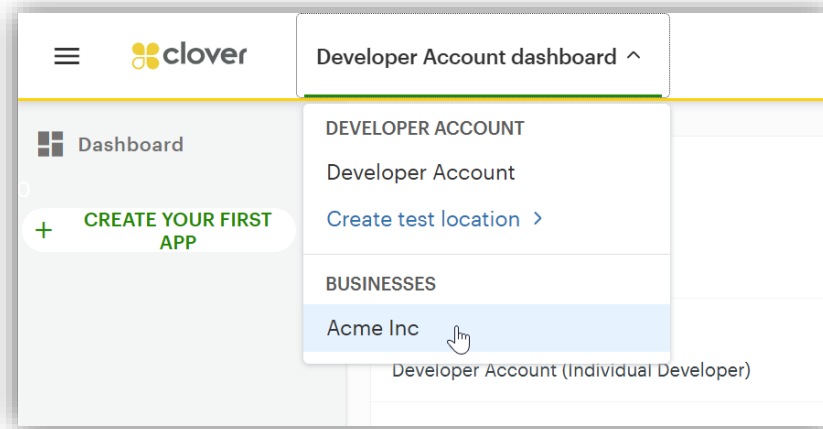 clover
Developer Account dashboard
Dashboard
CREATE YOUR FIRST
APP
DEVELOPER ACCOUNT
Developer Account
Create test location
BUSINESSES
Acme Inc
Developer Account (Individual Developer)